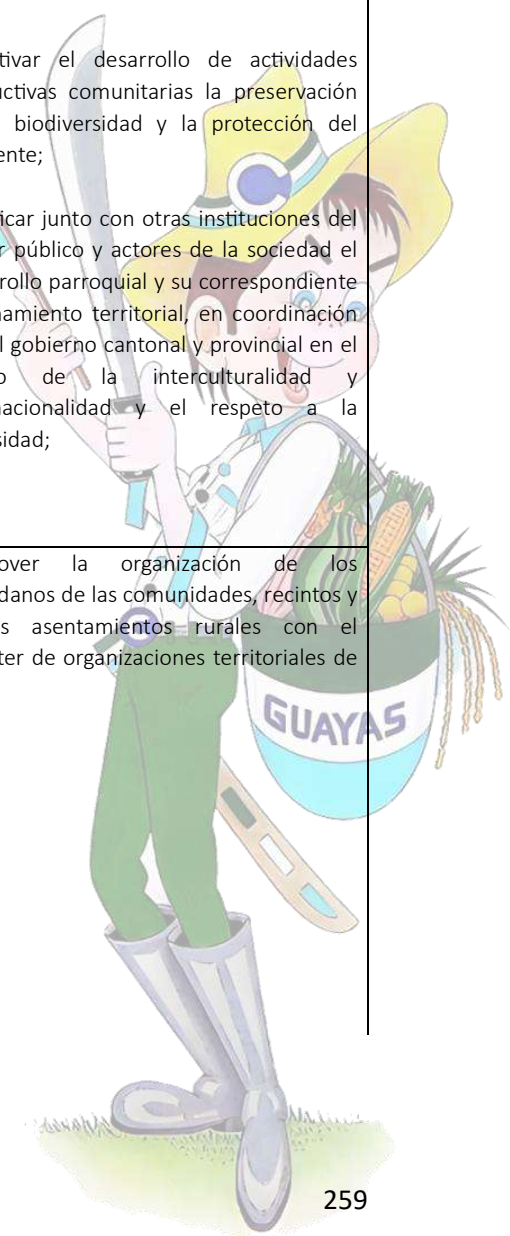 tivar el desarrollo de actividades
uctivas comunitarias la preservación
biodiversidad y la protección del
ente;
icar junto con otras instituciones del
r público y actores de la sociedad el
rrollo parroquial y su correspondiente
namiento territorial, en coordinación
l gobierno cantonal y provincial en el
o de la interculturalidad y
nacionalidad y el respeto a la
sidad;
over la organización de los
danos de las comunidades, recintos y
s asentamientos rurales con el
ter de organizaciones territoriales de
GUAYAS
259